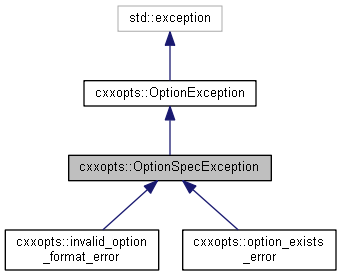 std::exception
cxxopts::OptionException
cxxopts::OptionSpecException
cxxopts::invalid_option
_format_error
cxxopts::option_exists
_error